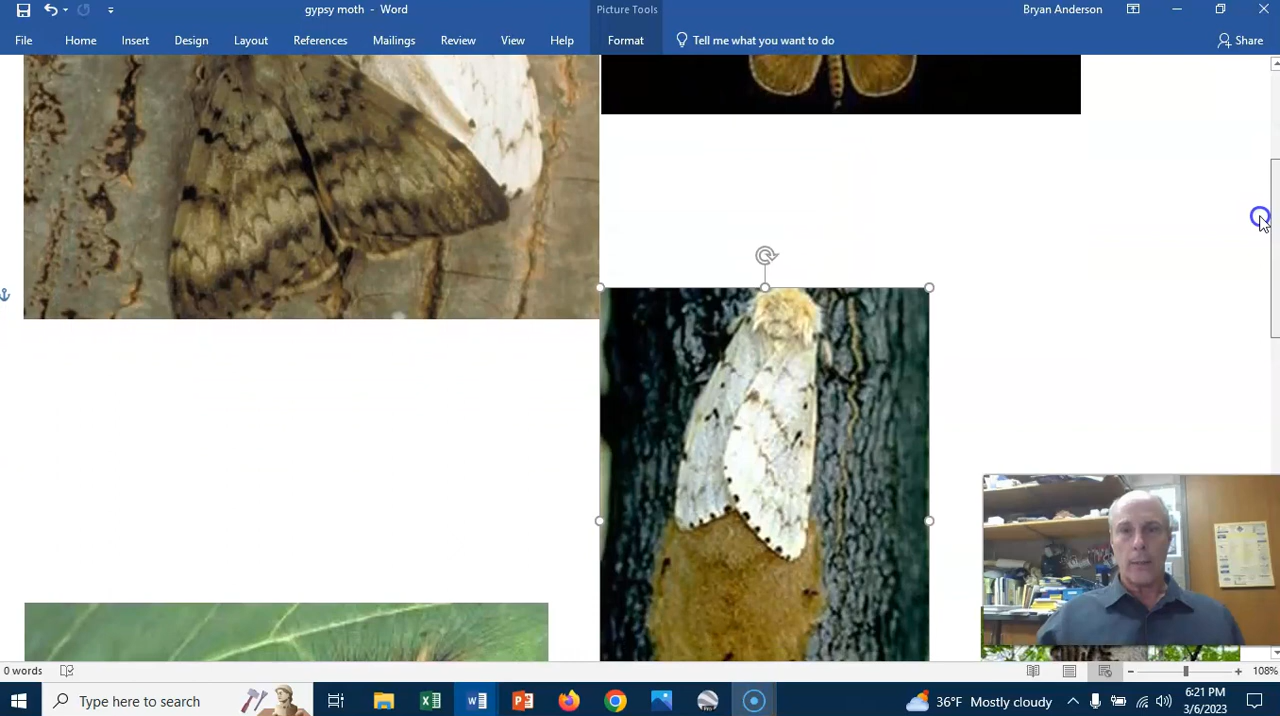 gypsy moth - Word
Picture Tools
Bryan Anderson
File Home Insert Design Layout References Mailings Review View Help Format Tell me what you want to do Share
0 words
108%
Type here to search
36°F Mostly cloudy
6:21 PM
3/6/2023